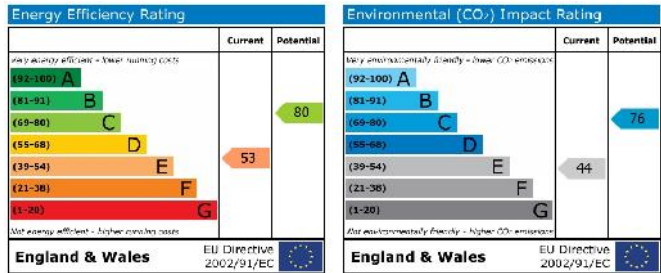 Energy Efficiency Rating
Current Potential
Very energy efficient - lower running costs
(92-100) A
(81-91) B
(69-80) C
(55-68) D
(39-54) E
(21-38) F
(1-20) G
53
80
Not energy efficient - higher running costs
England & Wales
EU Directive
2002/91/EC
Environmental (CO₂) Impact Rating
Current Potential
Very environmentally friendly - lower CO₂ emissions
(92-100) A
(81-91) B
(69-80) C
(55-68) D
(39-54) E
(21-38) F
(1-20) G
44
76
Not environmentally friendly - higher CO₂ emissions
England & Wales
EU Directive
2002/91/EC